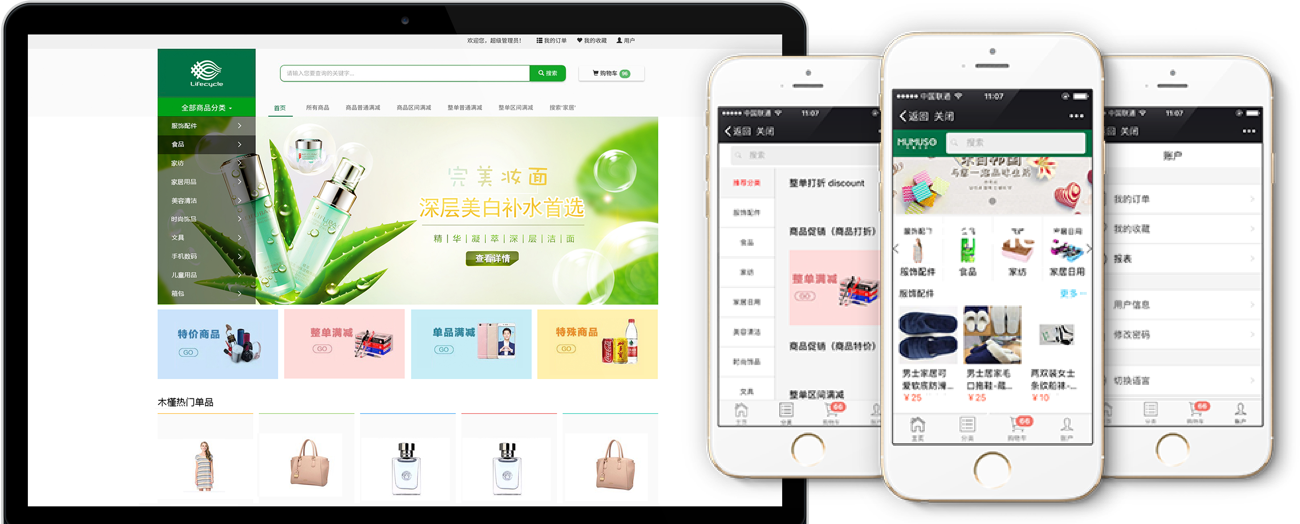 欢迎您，超级管理员！ 我的订单 我的收藏 用户
Lifecycle
请输入您要查询的关键字... 搜索 购物车 66
全部商品分类
首页 所有商品 商品普通满减 商品区间满减 整单普通满减 整单区间满减 搜索"家居"
服饰配件
食品
家纺
家居用品
美容清洁
时尚饰品
文具
手机数码
儿童用品
箱包
完美妆面
深层美白补水首选
精华凝萃深层洁面
查看详情
特价商品
GO
整单满减
GO
单品满减
GO
特殊商品
GO
木槿热门单品
中国联通 11:07
返回 关闭
搜索
推荐分类
服饰配件
食品
家纺
家居日用
美容清洁
时尚饰品
文具
整单打折 discount
商品促销（商品打折）
整单满减
GO
商品促销（商品特价）
整单区间满减
主页 分类 购物车 66 账户
中国联通 11:07
返回 关闭
MUMUSO
搜索
来自韩国
与你一起品味生活
服饰配件 食品 家纺 家居日用
服饰配件 更多
男士家居可
爱软底防滑...
¥25
男士居家毛
口拖鞋-藏...
¥25
两双装女士
条纹船袜-...
¥10
主页 分类 购物车 66 账户
中国联通 11:07
返回 关闭
账户
我的订单
我的收藏
报表
用户信息
修改密码
切换语言
分类 购物车 66 账户